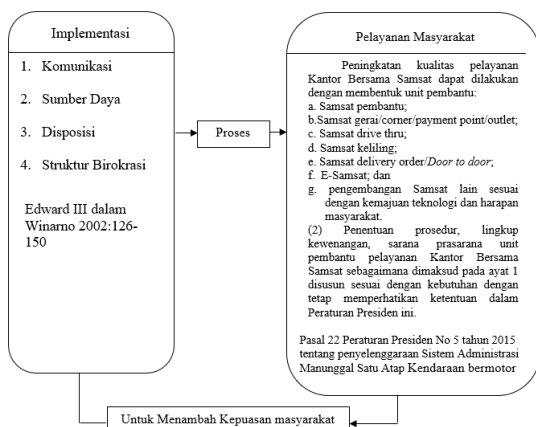 Implementasi
1. Komunikasi
2. Sumber Daya
3. Disposisi
4. Struktur Birokrasi
Edward III dalam
Winarno 2002:126-
150
Proses
Pelayanan Masyarakat
Peningkatan kualitas pelayanan
Kantor Bersama Samsat dapat dilakukan
dengan membentuk unit pembantu:
a. Samsat pembantu;
b.Samsat gerai/corner/payment point/outlet;
c. Samsat drive thru;
d. Samsat keliling;
e. Samsat delivery order/Door to door;
f. E-Samsat; dan
g. pengembangan Samsat lain sesuai
dengan kemajuan teknologi dan harapan
masyarakat.
(2) Penentuan prosedur, lingkup
kewenangan, sarana prasarana unit
pembantu pelayanan Kantor Bersama
Samsat sebagaimana dimaksud pada ayat 1
disusun sesuai dengan kebutuhan dengan
tetap memperhatikan ketentuan dalam
Peraturan Presiden ini.
Pasal 22 Peraturan Presiden No 5 tahun 2015
tentang penyelenggaraan Sistem Administrasi
Manunggal Satu Atap Kendaraan bermotor
Untuk Menambah Kepuasan masyarakat